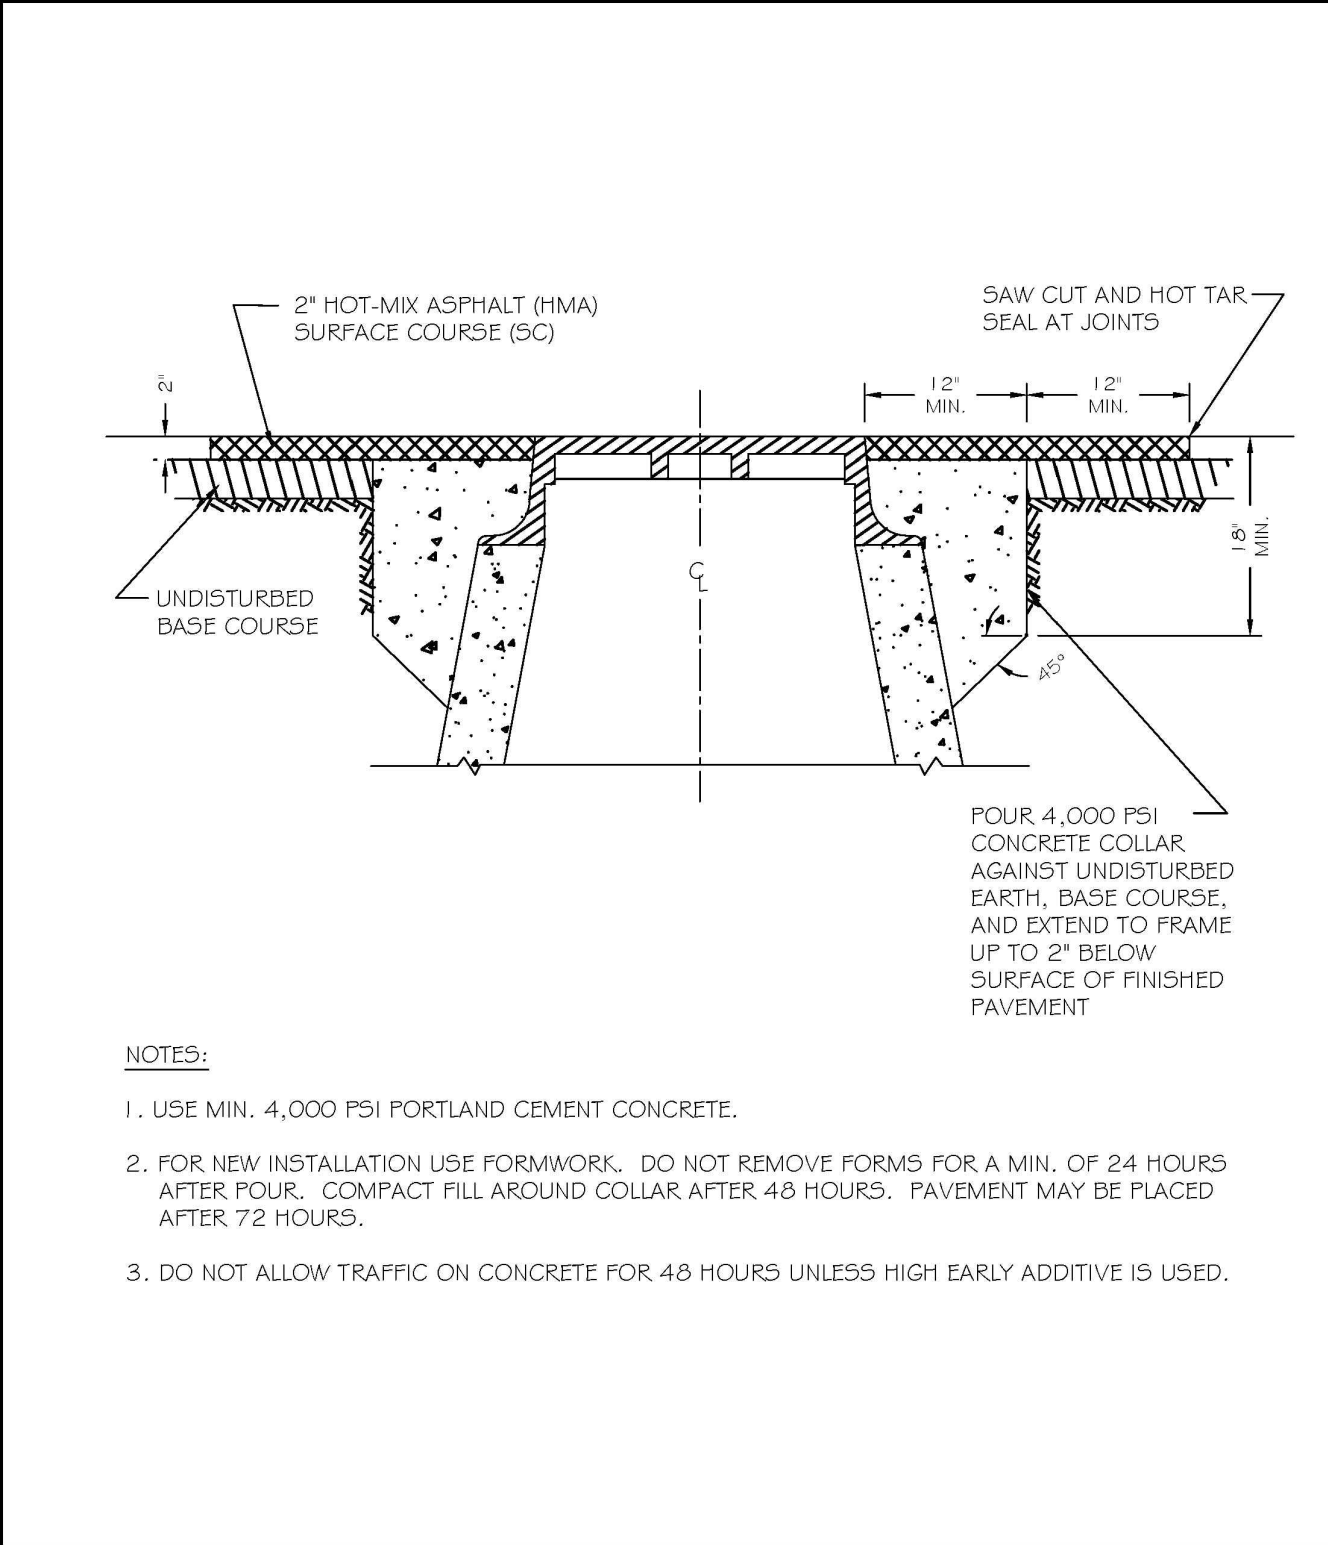 2" HOT-MIX ASPHALT (HMA)
SURFACE COURSE (SC)
SAW CUT AND HOT TAR
SEAL AT JOINTS
2"
12"
MIN.
12"
MIN.
18"
MIN.
CL
UNDISTURBED
BASE COURSE
45°
POUR 4,000 PSI
CONCRETE COLLAR
AGAINST UNDISTURBED
EARTH, BASE COURSE,
AND EXTEND TO FRAME
UP TO 2" BELOW
SURFACE OF FINISHED
PAVEMENT
NOTES:
1. USE MIN. 4,000 PSI PORTLAND CEMENT CONCRETE.
2. FOR NEW INSTALLATION USE FORMWORK. DO NOT REMOVE FORMS FOR A MIN. OF 24 HOURS
AFTER POUR. COMPACT FILL AROUND COLLAR AFTER 48 HOURS. PAVEMENT MAY BE PLACED
AFTER 72 HOURS.
3. DO NOT ALLOW TRAFFIC ON CONCRETE FOR 48 HOURS UNLESS HIGH EARLY ADDITIVE IS USED.